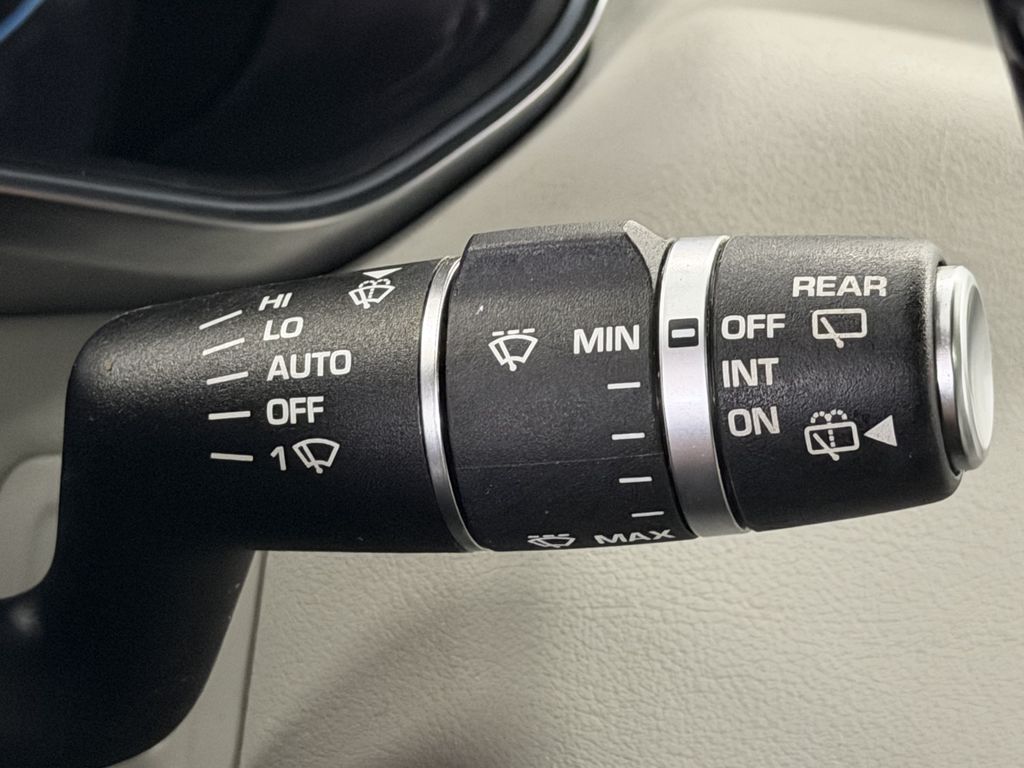 HI
LO
AUTO
OFF
1
MIN
MAX
REAR
OFF
INT
ON